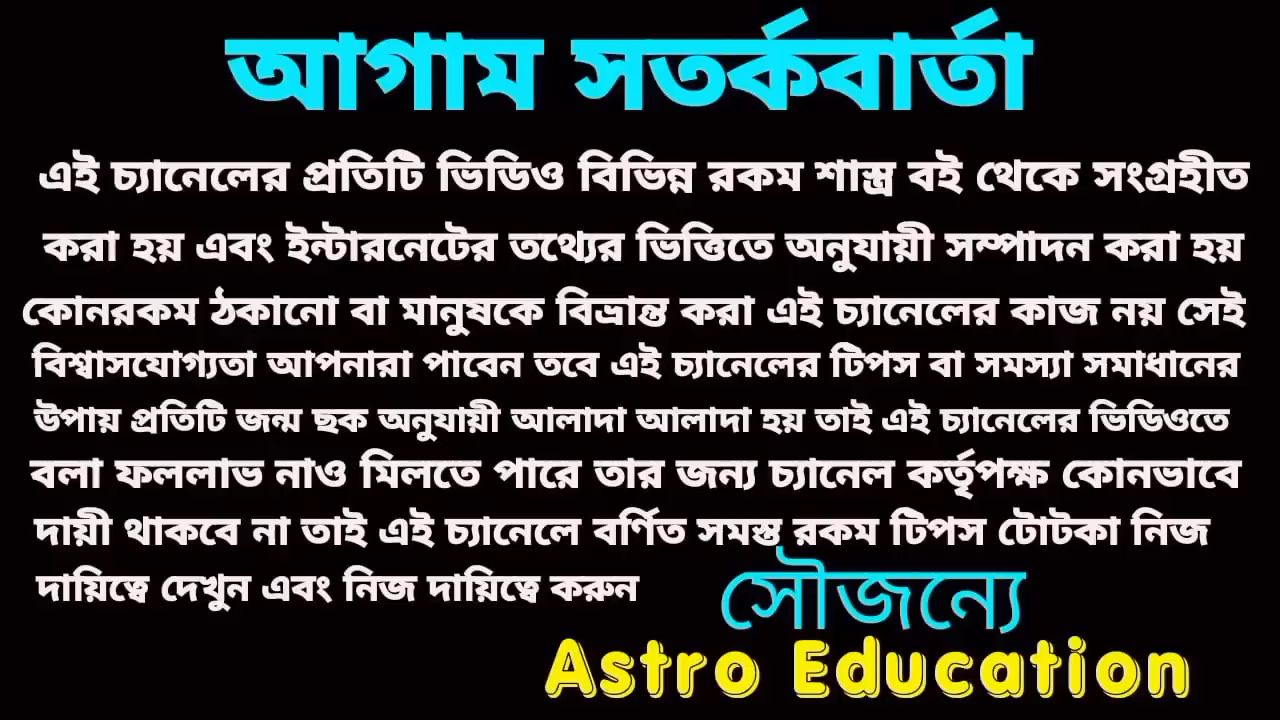 আগাম সতর্কবার্তা
এই চ্যানেলের প্রতিটি ভিডিও বিভিন্ন রকম শাস্ত্র বই থেকে সংগ্রহীত
করা হয় এবং ইন্টারনেটের তথ্যের ভিত্তিতে অনুযায়ী সম্পাদন করা হয়
কোনরকম ঠকানো বা মানুষকে বিভ্রান্ত করা এই চ্যানেলের কাজ নয় সেই
বিশ্বাসযোগ্যতা আপনারা পাবেন তবে এই চ্যানেলের টিপস বা সমস্যা সমাধানের
উপায় প্রতিটি জন্ম ছক অনুযায়ী আলাদা আলাদা হয় তাই এই চ্যানেলের ভিডিওতে
বলা ফললাভ নাও মিলতে পারে তার জন্য চ্যানেল কর্তৃপক্ষ কোনভাবে
দায়ী থাকবে না তাই এই চ্যানেলে বর্ণিত সমস্ত রকম টিপস টোটকা নিজ
দায়িত্বে দেখুন এবং নিজ দায়িত্বে করুন
সৌজন্যে
Astro Education